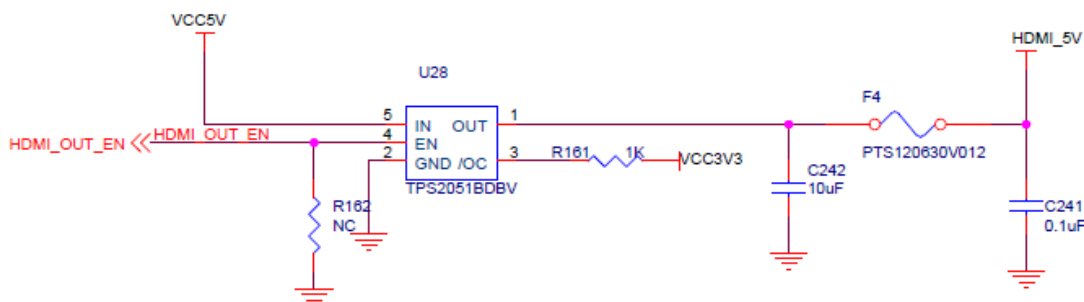 VCC5V
HDMI_5V
U28
F4
5 IN OUT 1
HDMI_OUT_EN HDMI_OUT_EN 4 EN
2 GND /OC 3 R161 1K VCC3V3
PTS120630V012
TPS2051BDBV
C242
10uF
R162
NC
C241
0.1uF